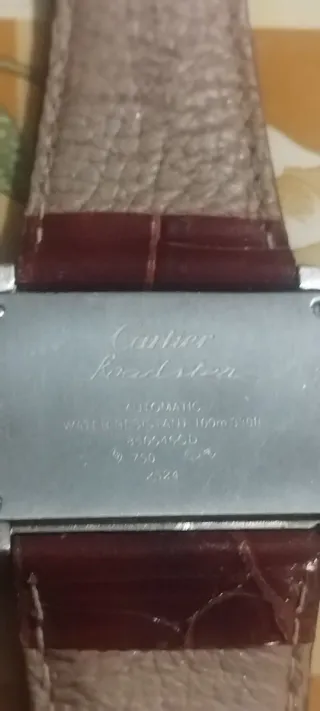 Cartier
Roadster
AUTOMATIC
WATER RESISTANT 100m/330ft
750
2524